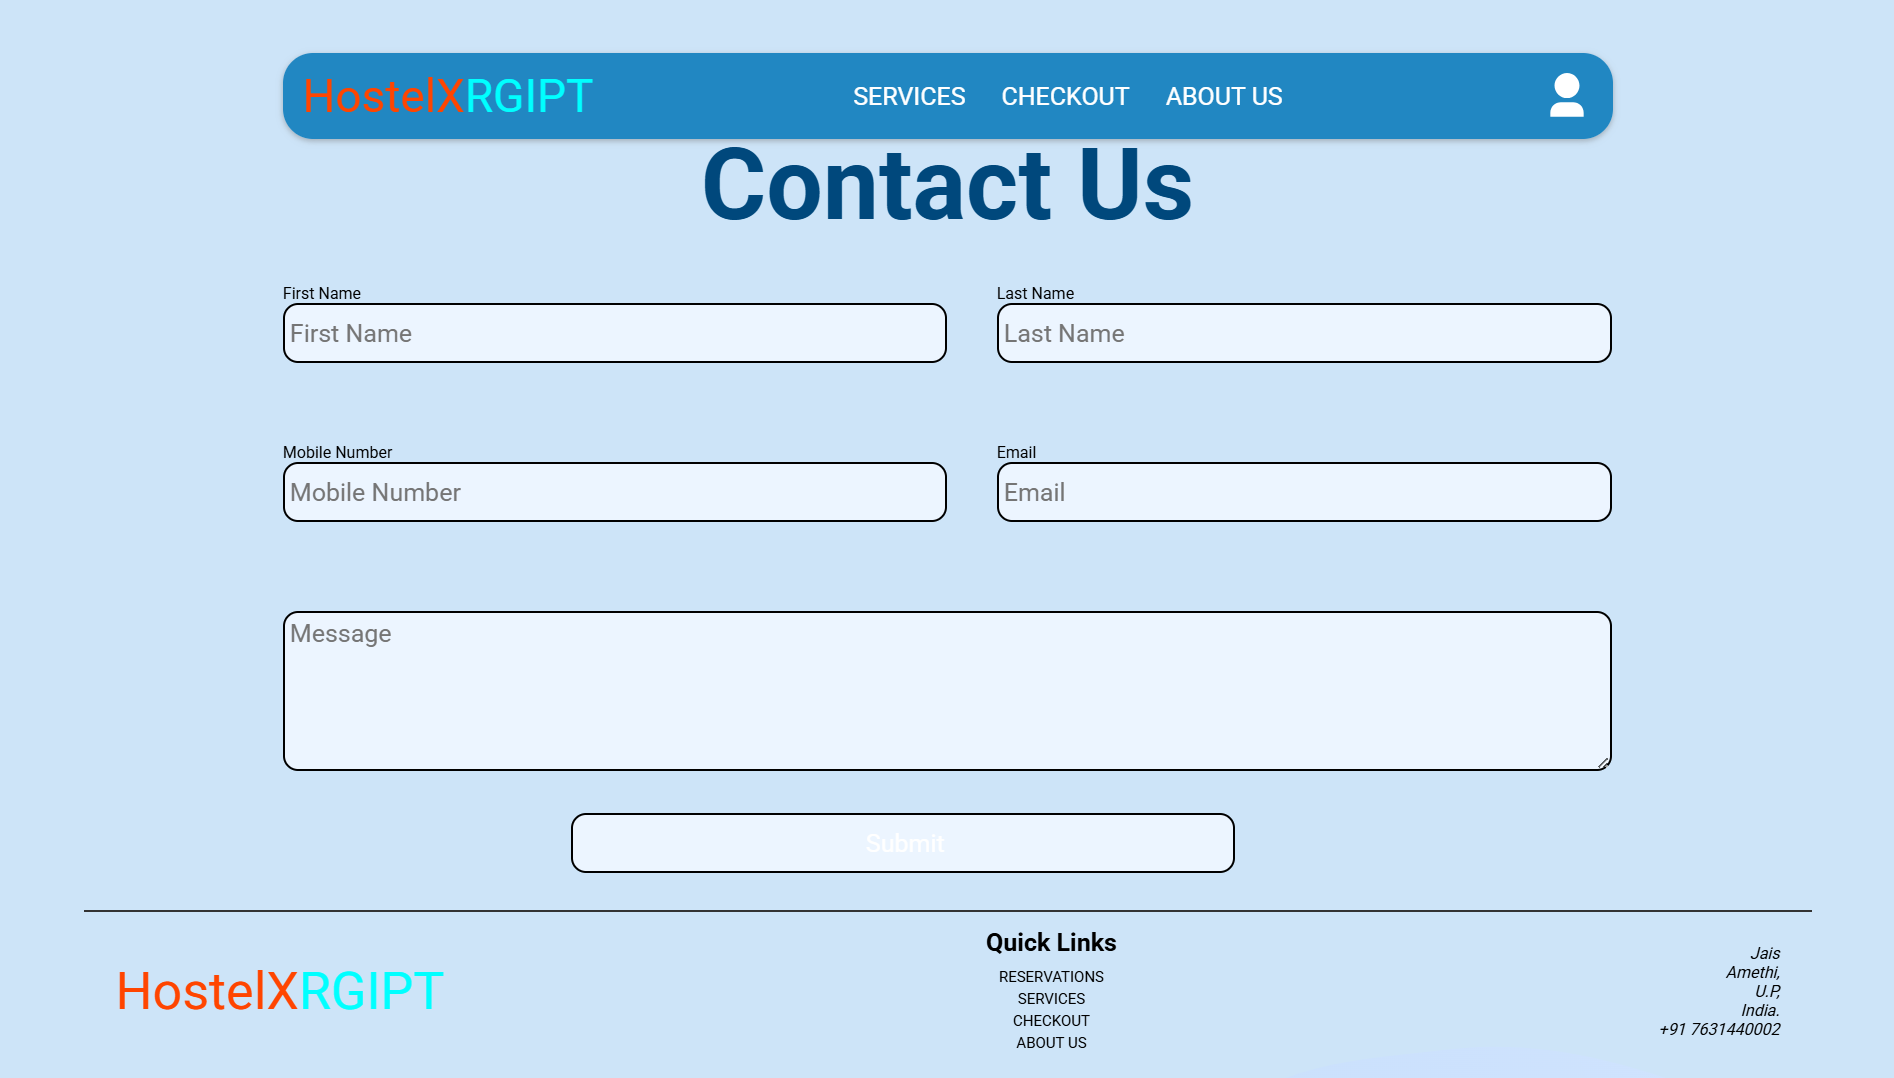 HostelXRGIPT SERVICES CHECKOUT ABOUT US
Contact Us
First Name Last Name
First Name Last Name
Mobile Number Email
Mobile Number Email
Message
Submit
HostelXRGIPT
Quick Links
RESERVATIONS
SERVICES
CHECKOUT
ABOUT US
Jais
Amethi,
U.P,
India.
+91 7631440002